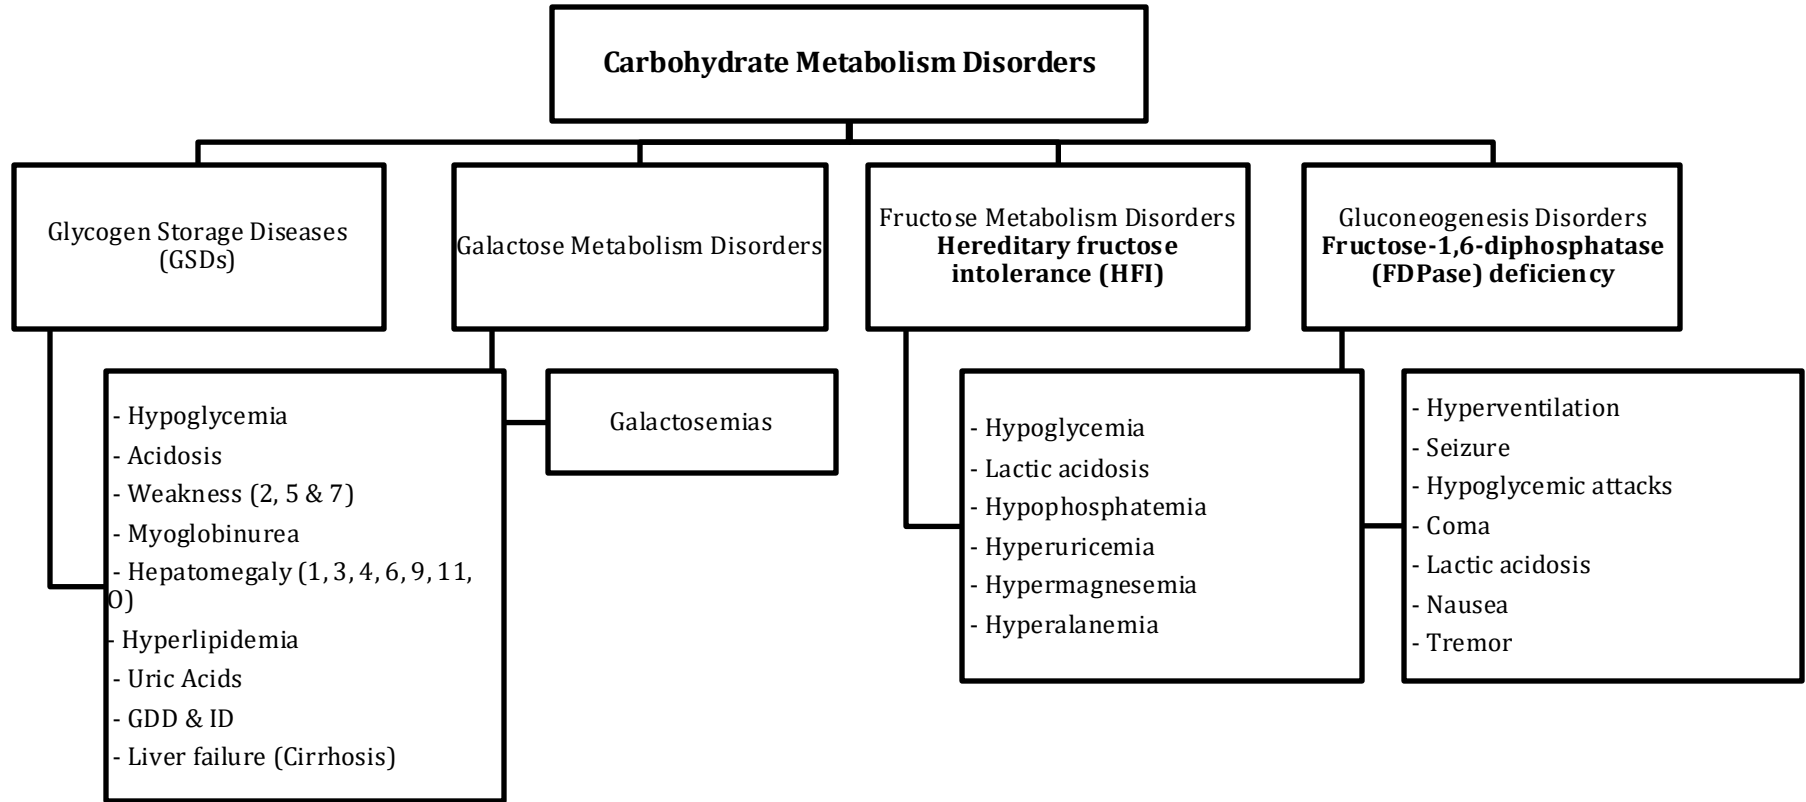 Carbohydrate Metabolism Disorders
Glycogen Storage Diseases
(GSDs)
Galactose Metabolism Disorders
Fructose Metabolism Disorders
Hereditary fructose
intolerance (HFI)
Gluconeogenesis Disorders
Fructose-1,6-diphosphatase
(FDPase) deficiency
- Hypoglycemia
- Acidosis
- Weakness (2, 5 & 7)
- Myoglobinurea
- Hepatomegaly (1, 3, 4, 6, 9, 11,
O)
- Hyperlipidemia
- Uric Acids
- GDD & ID
- Liver failure (Cirrhosis)
Galactosemias
- Hypoglycemia
- Lactic acidosis
- Hypophosphatemia
- Hyperuricemia
- Hypermagnesemia
- Hyperalanemia
- Hyperventilation
- Seizure
- Hypoglycemic attacks
- Coma
- Lactic acidosis
- Nausea
- Tremor